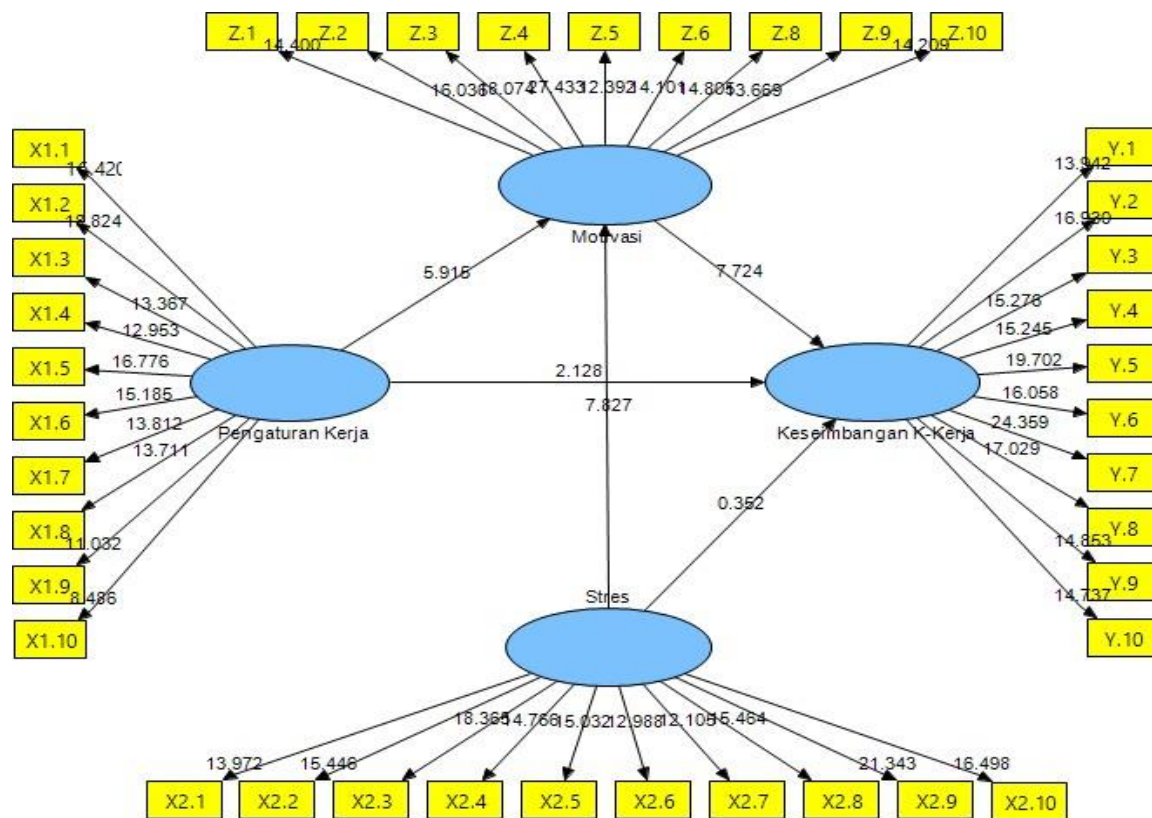 Z.1 Z.2 Z.3 Z.4 Z.5 Z.6 Z.8 Z.9 Z.10
14.400 16.036 18.074 27.433 12.392 14.101 14.805 13.669 14.209
Motivasi
X1.1
X1.2
X1.3
X1.4
X1.5
X1.6
X1.7
X1.8
X1.9
X1.10
18.824
13.367
12.953
16.776
15.185
13.812
13.711
11.032
8.486
Pengaturan Kerja
5.915
7.724
2.128
7.827
0.352
Keseimbangan K-Kerja
13.942
16.930
15.276
15.245
19.702
16.058
24.359
17.029
14.853
14.737
Y.1
Y.2
Y.3
Y.4
Y.5
Y.6
Y.7
Y.8
Y.9
Y.10
Stres
13.972 15.446 18.365 14.766 15.032 12.988 12.105 15.464 21.343 16.498
X2.1 X2.2 X2.3 X2.4 X2.5 X2.6 X2.7 X2.8 X2.9 X2.10